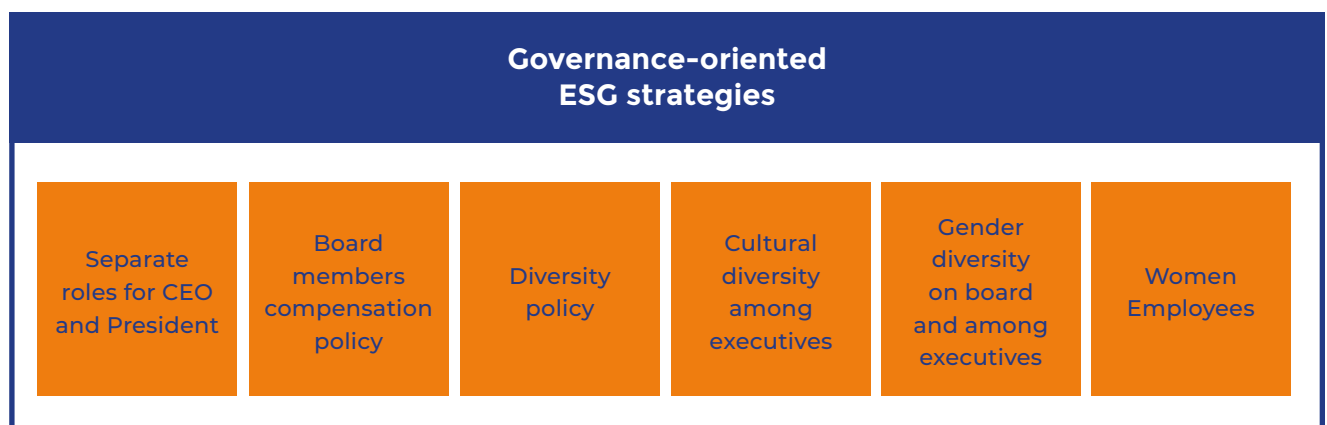 Governance-oriented
ESG strategies
Separate
roles for CEO
and President
Board
members
compensation
policy
Diversity
policy
Cultural
diversity
among
executives
Gender
diversity
on board
and among
executives
Women
Employees